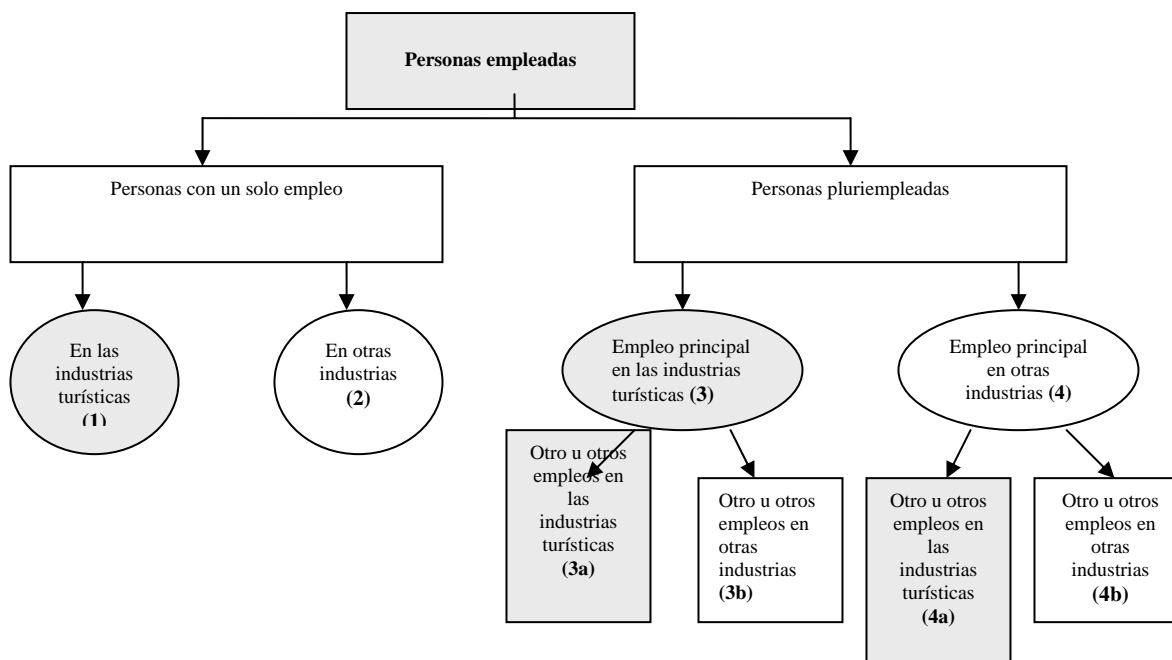 Personas empleadas
Personas con un solo empleo
Personas pluriempleadas
En las
industrias
turísticas
(1)
En otras
industrias
(2)
Empleo principal
en las industrias
turísticas (3)
Empleo principal
en otras
industrias (4)
Otro u otros
empleos en
las
industrias
turísticas
(3a)
Otro u otros
empleos en
otras
industrias
(3b)
Otro u otros
empleos en
las
industrias
turísticas
(4a)
Otro u otros
empleos en
otras
industrias
(4b)